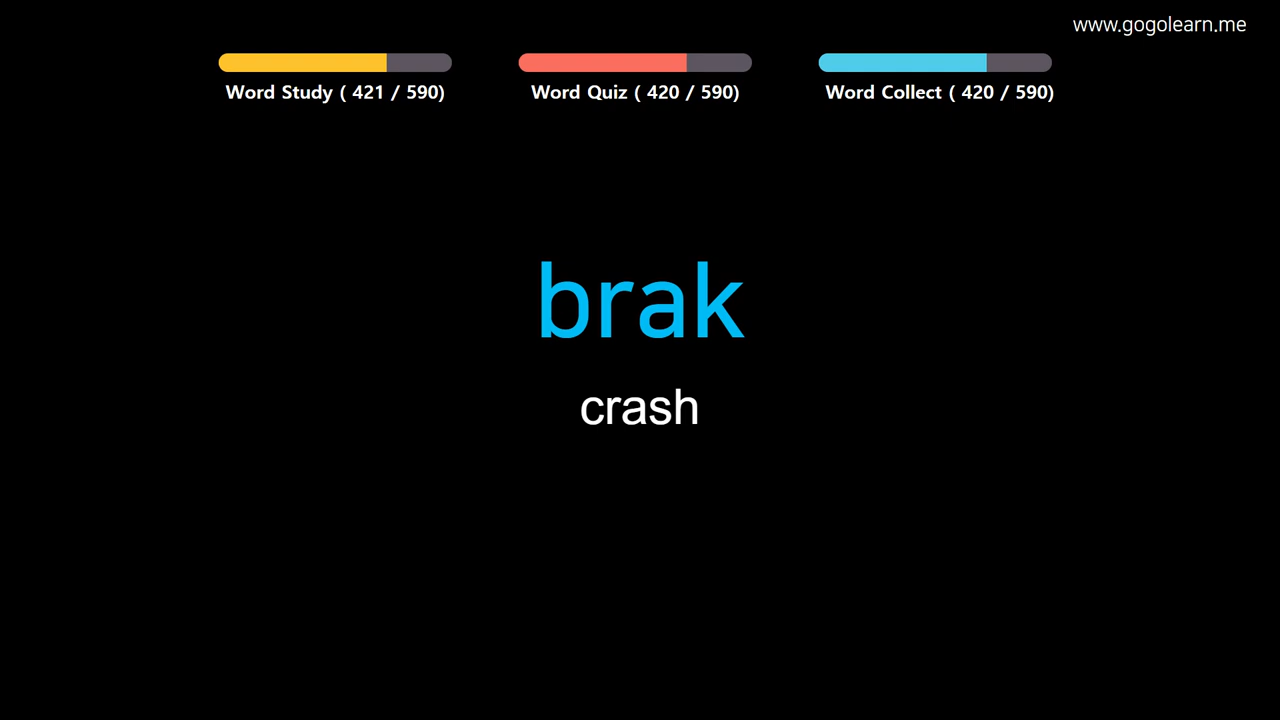 www.gogolearn.me
Word Study ( 421 / 590)
Word Quiz ( 420 / 590)
Word Collect ( 420 / 590)
brak
crash